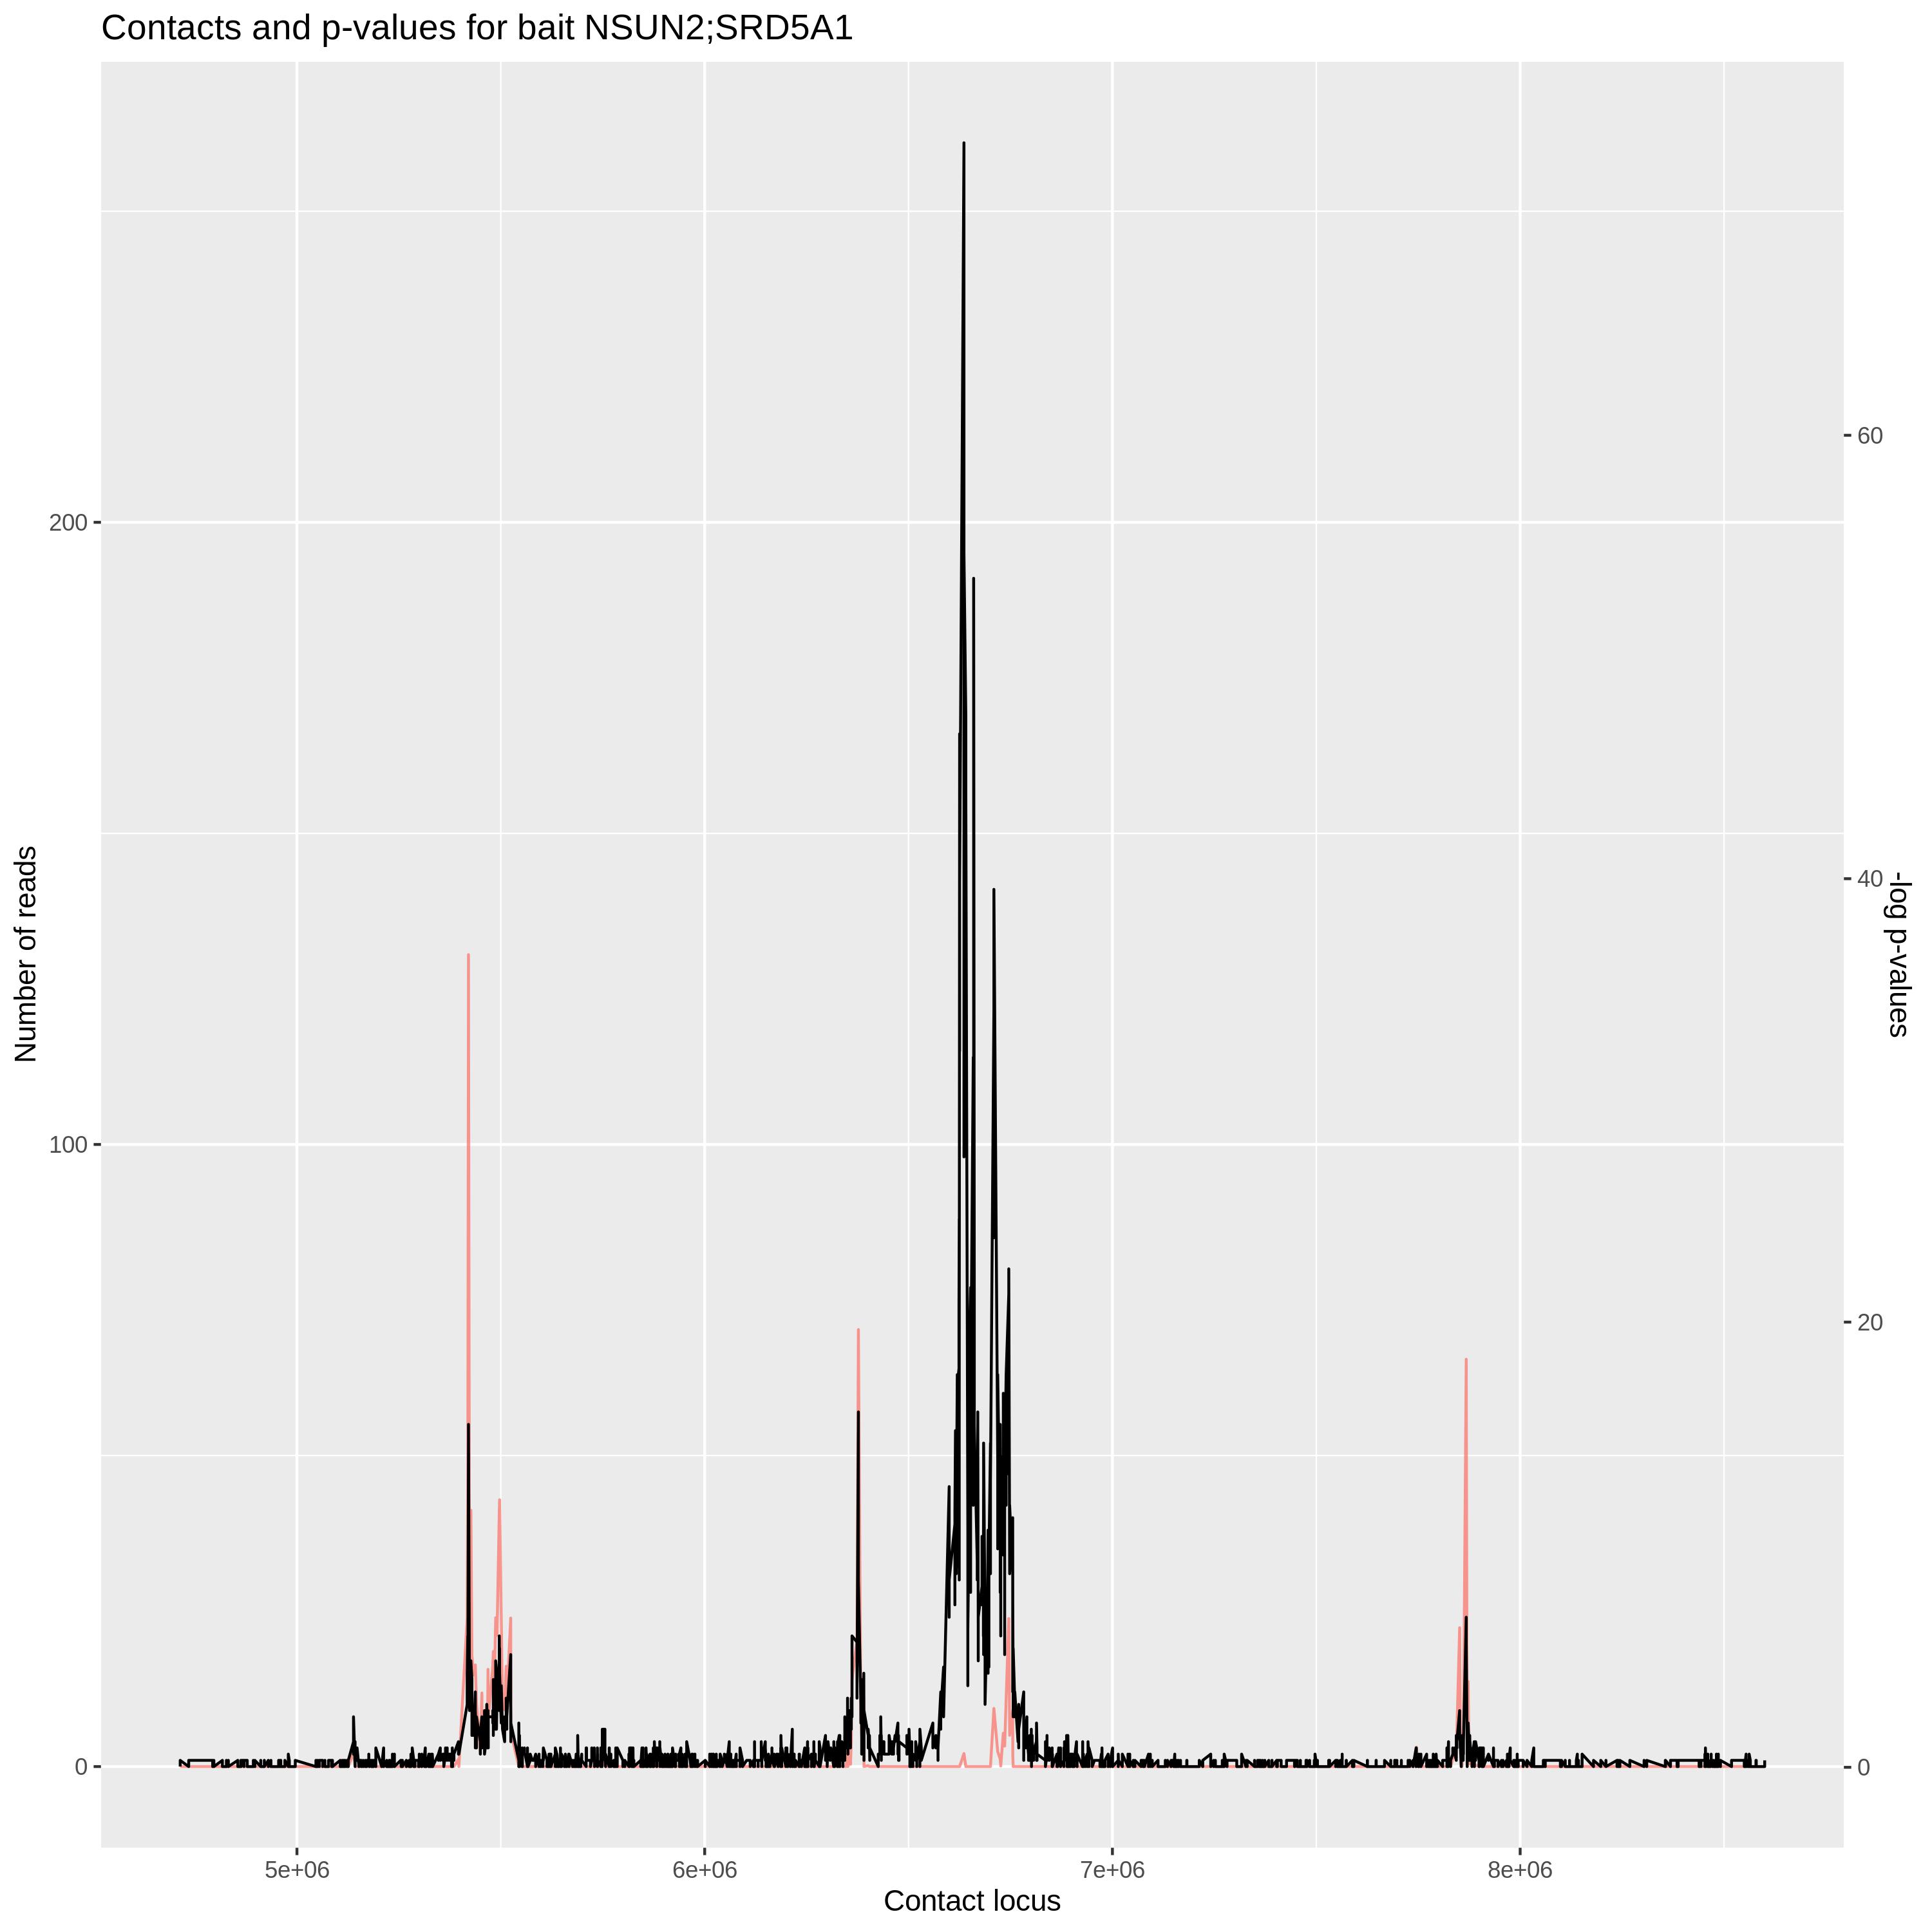 Contacts and p-values for bait NSUN2;SRD5A1
Number of reads
200
100
0
60
40
20
0
-log p-values
5e+06
6e+06
7e+06
8e+06
Contact locus